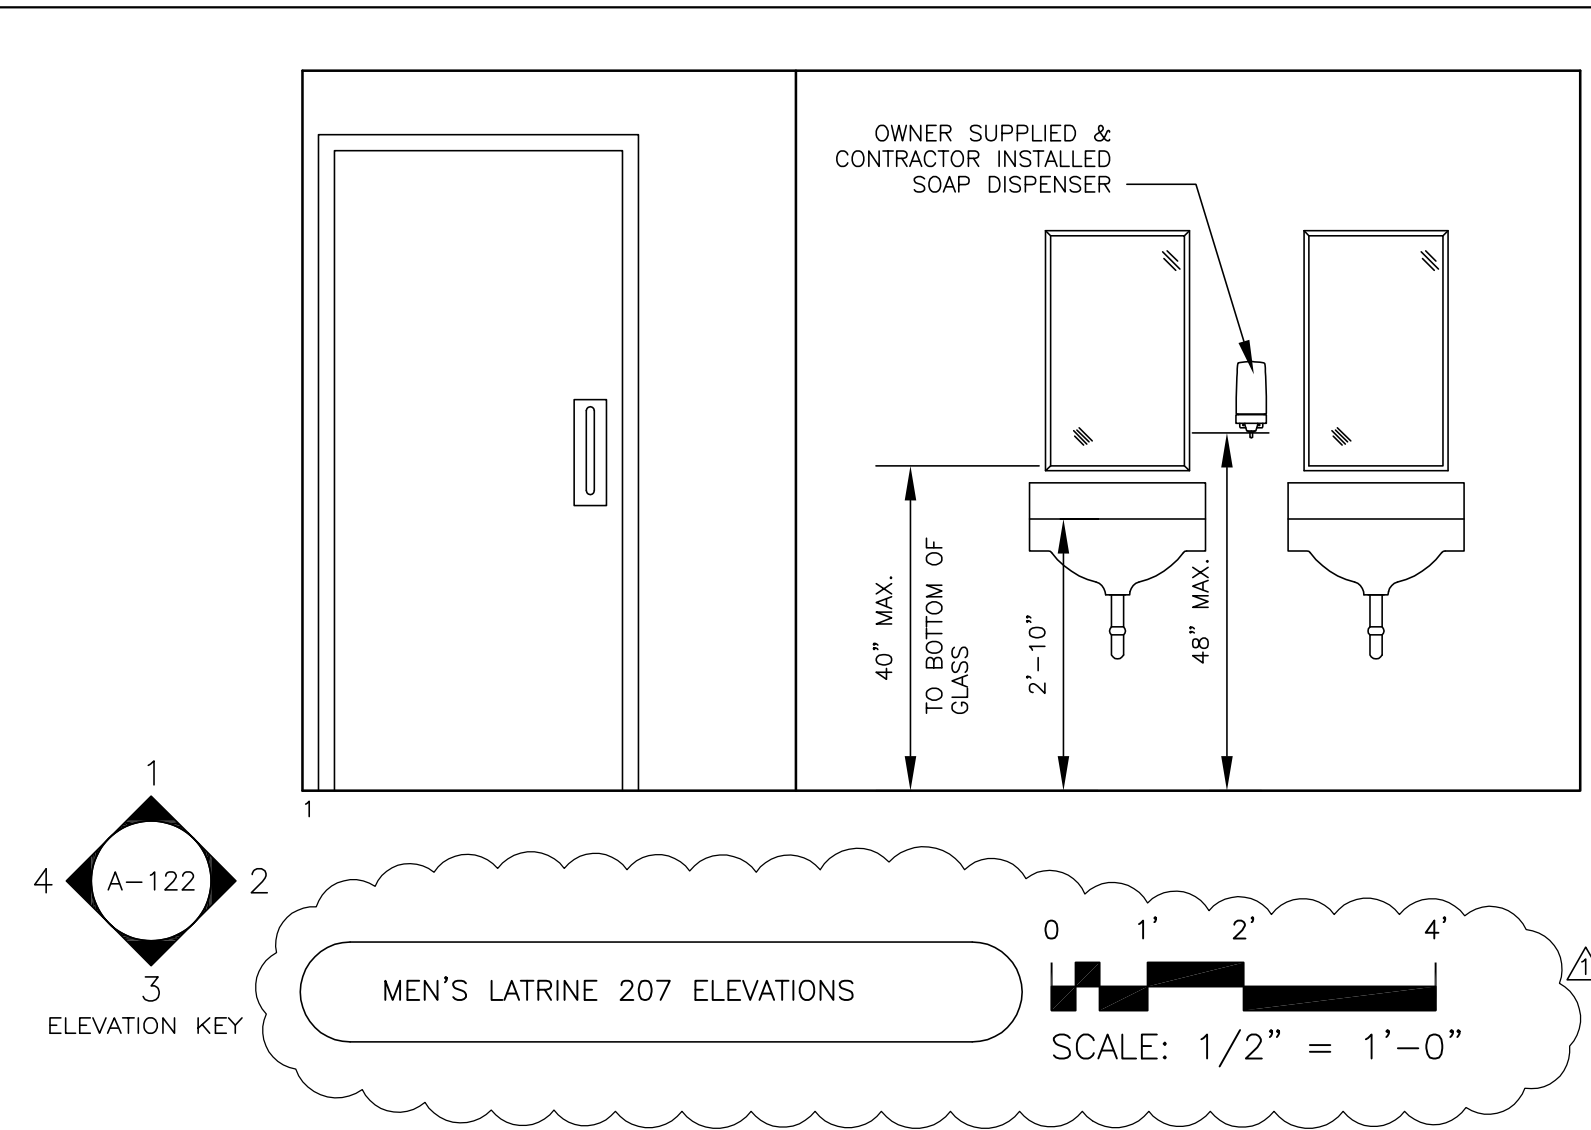 OWNER SUPPLIED &
CONTRACTOR INSTALLED
SOAP DISPENSER
40" MAX.
TO BOTTOM OF
GLASS
2'-10"
48" MAX.
1
1
4
A-122
2
3
ELEVATION KEY
MEN'S LATRINE 207 ELEVATIONS
0 1' 2' 4'
SCALE: 1/2" = 1'-0"
1